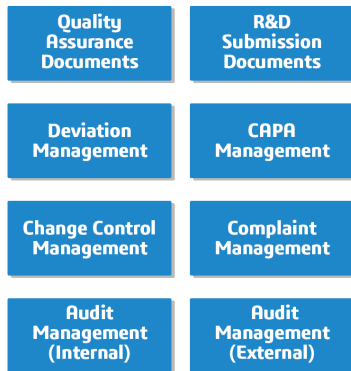 Quality
Assurance
Documents
R&D
Submission
Documents
Deviation
Management
CAPA
Management
Change Control
Management
Complaint
Management
Audit
Management
(Internal)
Audit
Management
(External)